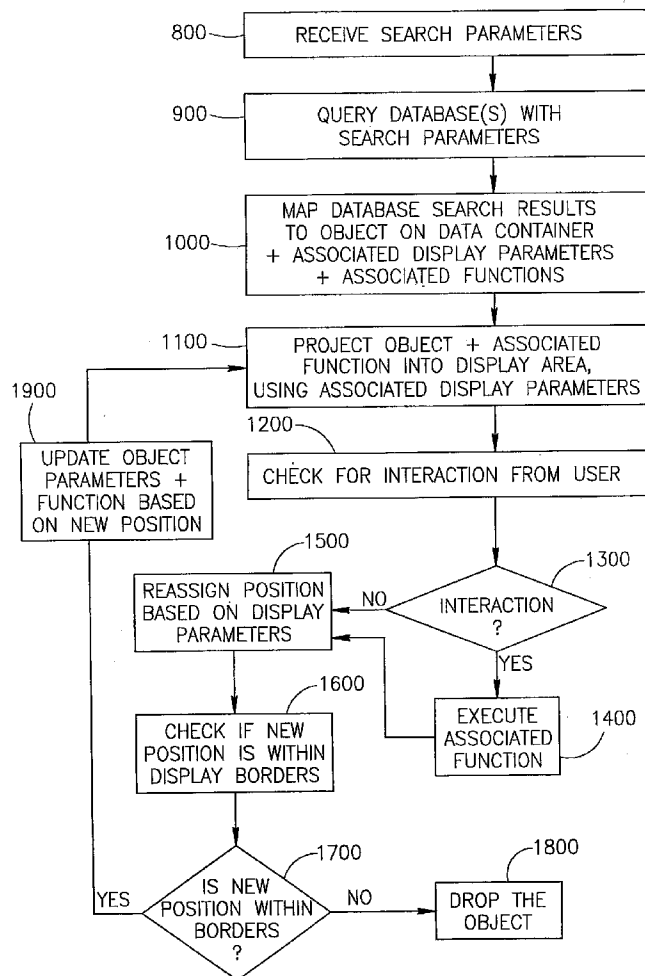 800
RECEIVE SEARCH PARAMETERS
900
QUERY DATABASE(S) WITH
SEARCH PARAMETERS
1000
MAP DATABASE SEARCH RESULTS
TO OBJECT ON DATA CONTAINER
+ ASSOCIATED DISPLAY PARAMETERS
+ ASSOCIATED FUNCTIONS
1100
PROJECT OBJECT + ASSOCIATED
FUNCTION INTO DISPLAY AREA,
USING ASSOCIATED DISPLAY PARAMETERS
1900
UPDATE OBJECT
PARAMETERS +
FUNCTION BASED
ON NEW POSITION
1200
CHECK FOR INTERACTION FROM USER
1300
INTERACTION
?
NO
YES
1500
REASSIGN POSITION
BASED ON DISPLAY
PARAMETERS
1400
EXECUTE
ASSOCIATED
FUNCTION
1600
CHECK IF NEW
POSITION IS WITHIN
DISPLAY BORDERS
1700
IS NEW
POSITION WITHIN
BORDERS
?
YES
NO
1800
DROP THE
OBJECT